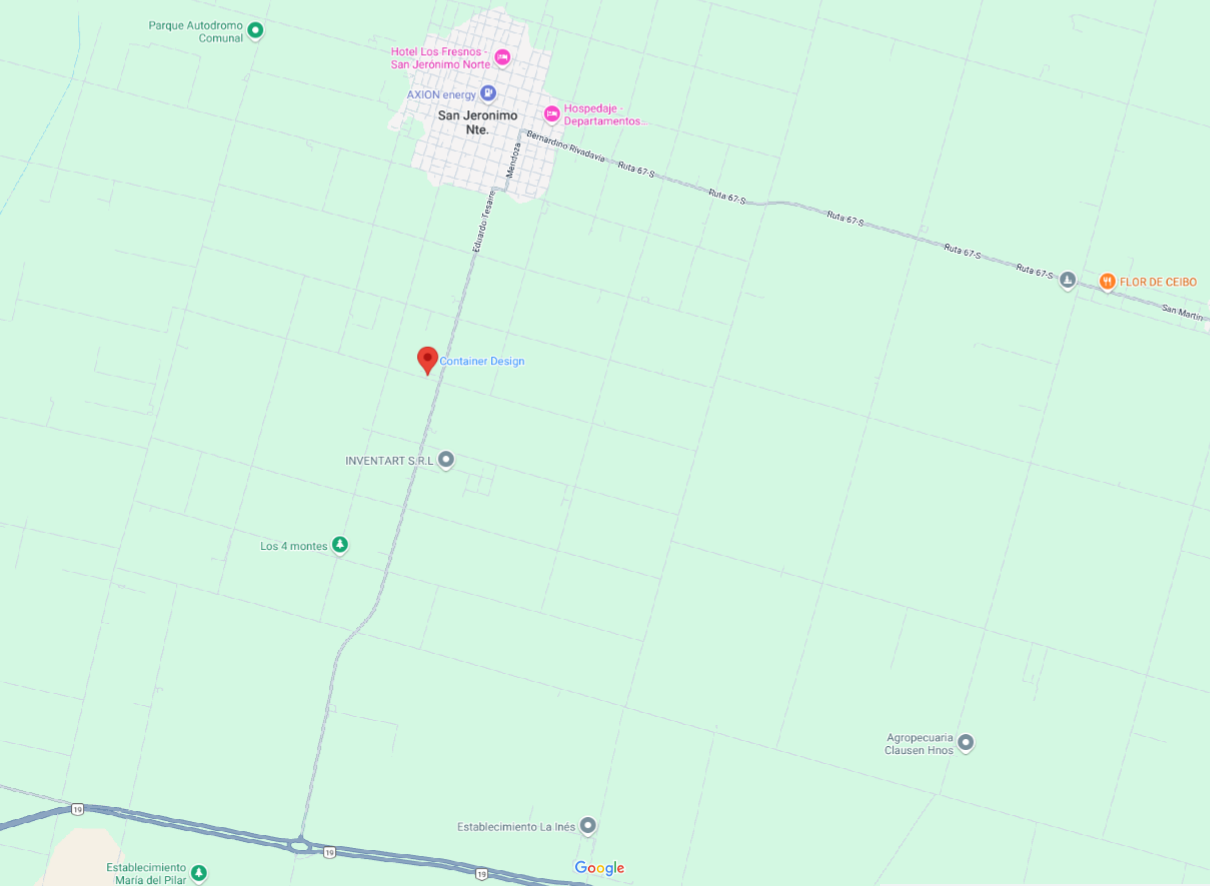 Parque Autodromo
Comunal
Hotel Los Fresnos -
San Jerónimo Norte
AXION energy
Hospedaje -
Departamentos...
San Jeronimo
Nte.
Mendoza
Bernardino Rivadavia
Ruta 67-S
Ruta 67-S
Ruta 67-S
Ruta 67-S
Ruta 67-S
Eduardo Tesaire
FLOR DE CEIBO
San Martin
Container Design
INVENTART S.R.L
Los 4 montes
Agropecuaria
Clausen Hnos
19
Establecimiento La Inés
19
Establecimiento
María del Pilar
19
Google